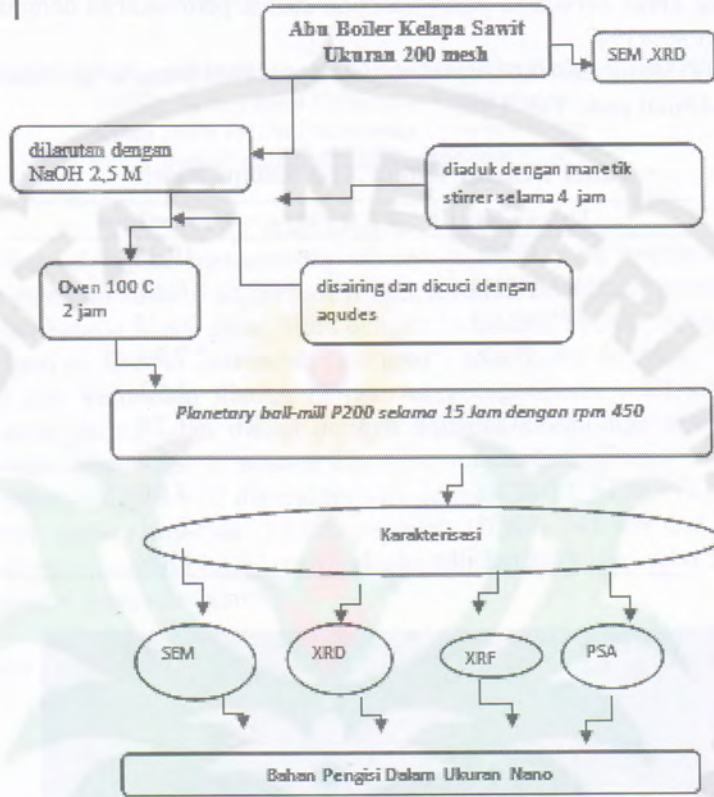 Abu Boiler Kelapa Sawit
Ukuran 200 mesh
SEM ,XRD
dilarutan dengan
NaOH 2,5 M
diaduk dengan manetik
stirrer selama 4 jam
Oven 100 C
2 jam
disairing dan dicuci dengan
aqudes
Planetary ball-mill P200 selama 15 Jam dengan rpm 450
Karakterisasi
SEM
XRD
XRF
PSA
Bahan Pengisi Dalam Ukuran Nano
TAS NEGERI